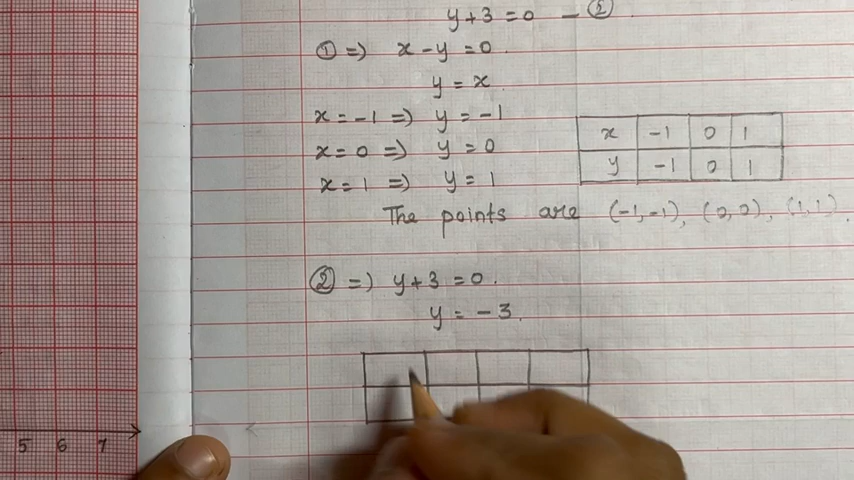 y + 3 = 0 — ②
① ⇒) x - y = 0.
y = x
x = -1 ⇒) y = -1
x = 0 ⇒) y = 0
x = 1 ⇒) y = 1
x -1 0 1
y -1 0 1
The points are (-1,-1), (0,0), (1,1).
② ⇒) y + 3 = 0.
y = -3.
5 6 7